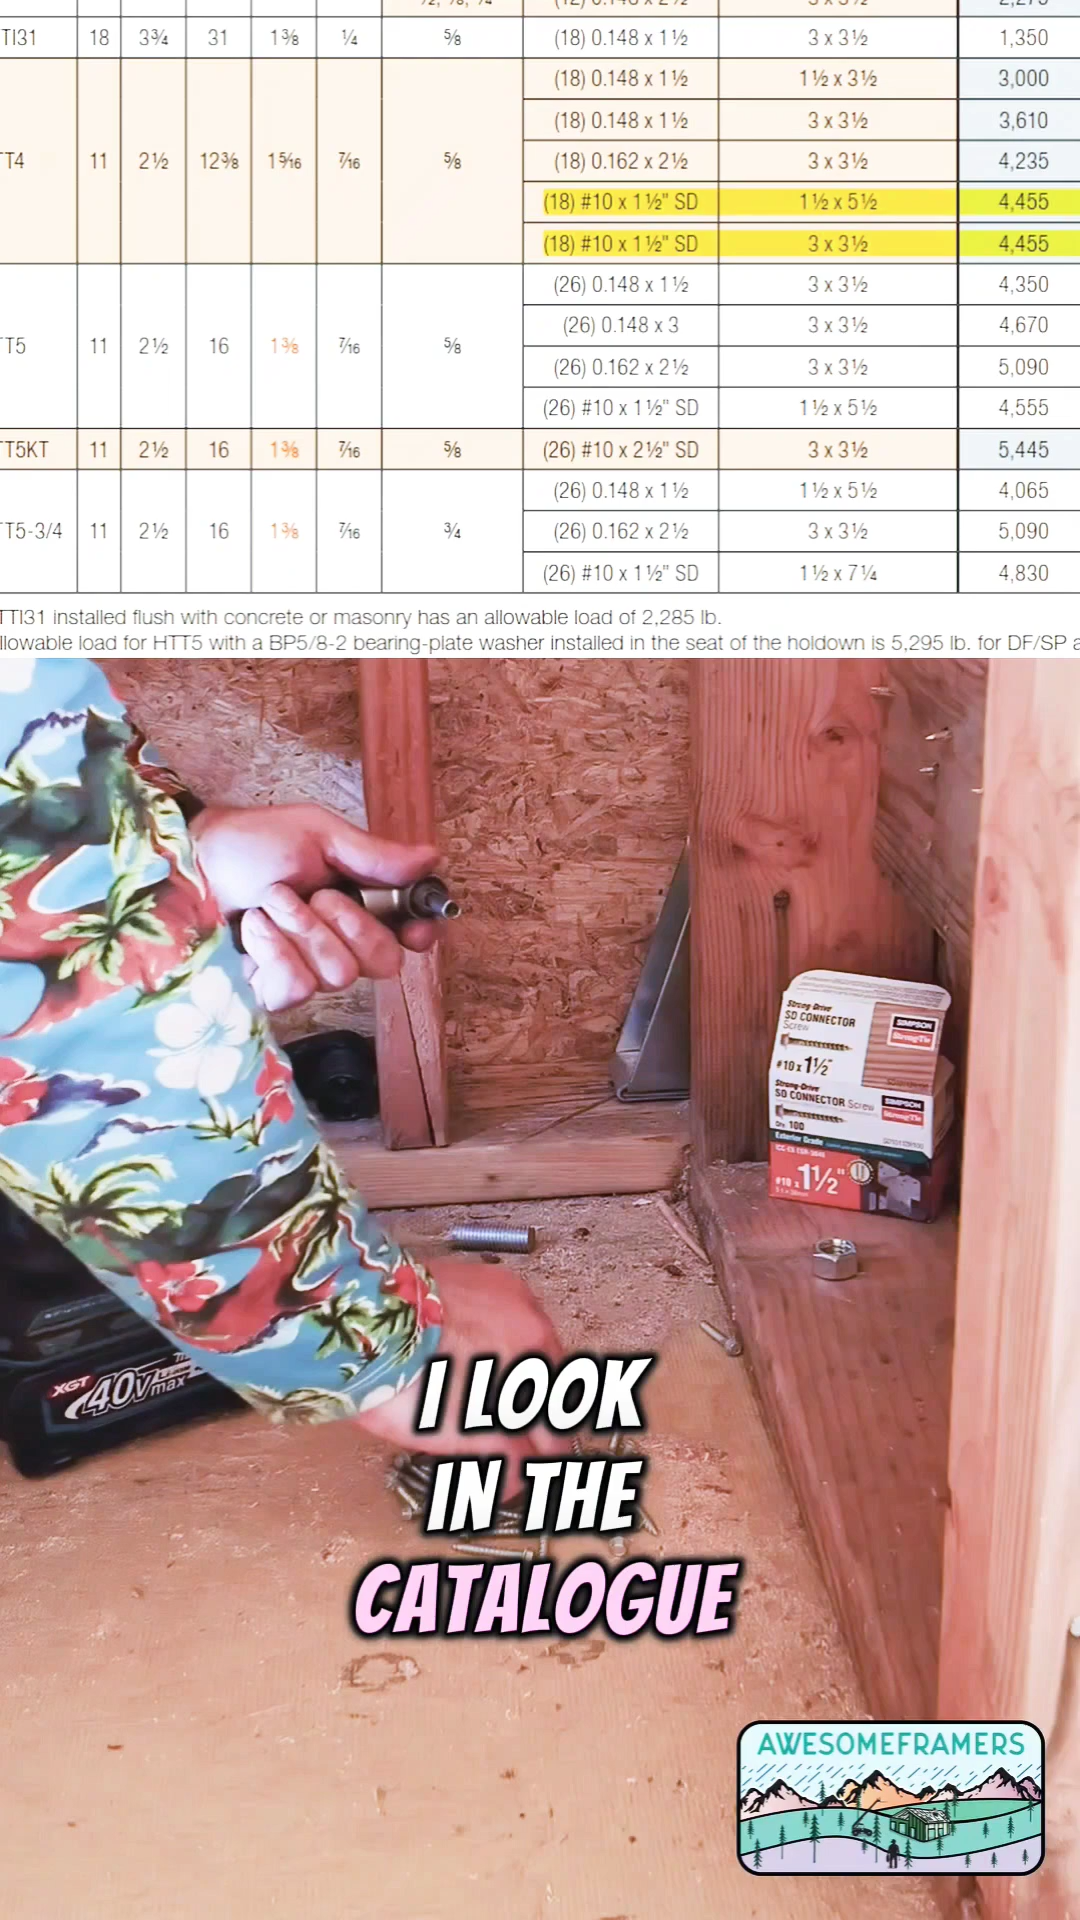 TI31 18 3¾ 31 1⅜ ¼ ⅝ (18) 0.148 x 1½ 3 x 3½ 1,350
(18) 0.148 x 1½ 1½ x 3½ 3,000
(18) 0.148 x 1½ 3 x 3½ 3,610
TT4 11 2½ 12⅜ 1 5/16 7/16 ⅝ (18) 0.162 x 2½ 3 x 3½ 4,235
(18) #10 x 1½" SD 1½ x 5½ 4,455
(18) #10 x 1½" SD 3 x 3½ 4,455
(26) 0.148 x 1½ 3 x 3½ 4,350
(26) 0.148 x 3 3 x 3½ 4,670
TT5 11 2½ 16 1⅜ 7/16 ⅝
(26) 0.162 x 2½ 3 x 3½ 5,090
(26) #10 x 1½" SD 1½ x 5½ 4,555
TT5KT 11 2½ 16 1⅜ 7/16 ⅝ (26) #10 x 2½" SD 3 x 3½ 5,445
(26) 0.148 x 1½ 1½ x 5½ 4,065
TT5-3/4 11 2½ 16 1⅜ 7/16 ¾ (26) 0.162 x 2½ 3 x 3½ 5,090
(26) #10 x 1½" SD 1½ x 7¼ 4,830
TTI31 installed flush with concrete or masonry has an allowable load of 2,285 lb.
llowable load for HTT5 with a BP5/8-2 bearing-plate washer installed in the seat of the holdown is 5,295 lb. for DF/SP a
Strong-Drive
SD CONNECTOR
Screw
SIMPSON
Strong-Tie
#10 x 1½"
Strong-Drive
SD CONNECTOR Screw
SIMPSON
Strong-Tie
Qty. 100
Exterior Grade
#10 x 1½"
XGT
40Vmax
I LOOK
IN THE
CATALOGUE
AWESOMEFRAMERS